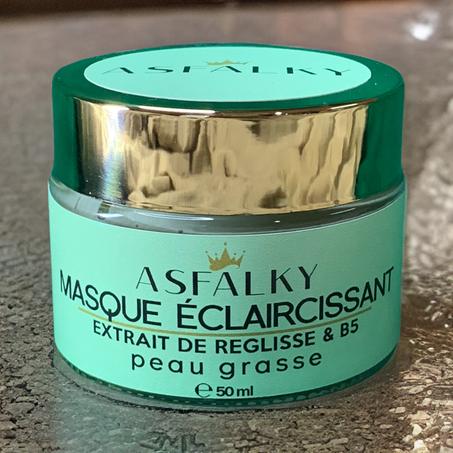 ASFALKY
ASFALKY
MASQUE ÉCLAIRCISSANT
EXTRAIT DE REGLISSE & B5
peau grasse
℮ 50 ml